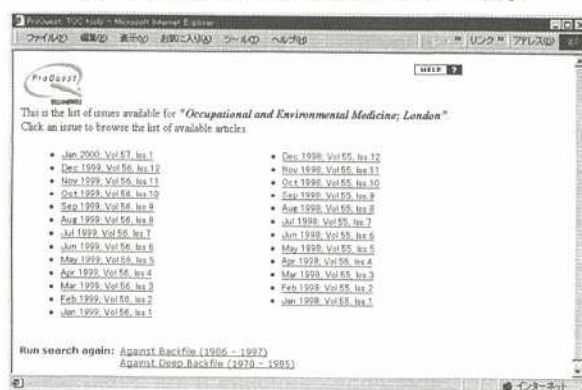 ProQuest TOC tools - Microsoft Internet Explorer
ファイル(F) 編集(E) 表示(V) お気に入り(A) ツール(T) ヘルプ(H) リンク アドレス(D)
HELP ?
ProQuest
This is the list of issues available for "Occupational and Environmental Medicine; London".
Click an issue to browse the list of available articles.
Jan 2000; Vol 57, Iss 1
Dec 1999; Vol 56, Iss 12
Nov 1999; Vol 56, Iss 11
Oct 1999; Vol 56, Iss 10
Sep 1999; Vol 56, Iss 9
Aug 1999; Vol 56, Iss 8
Jul 1999; Vol 56, Iss 7
Jun 1999; Vol 56, Iss 6
May 1999; Vol 56, Iss 5
Apr 1999; Vol 56, Iss 4
Mar 1999; Vol 56, Iss 3
Feb 1999; Vol 56, Iss 2
Jan 1999; Vol 56, Iss 1
Dec 1998; Vol 55, Iss 12
Nov 1998; Vol 55, Iss 11
Oct 1998; Vol 55, Iss 10
Sep 1998; Vol 55, Iss 9
Aug 1998; Vol 55, Iss 8
Jul 1998; Vol 55, Iss 7
Jun 1998; Vol 55, Iss 6
May 1998; Vol 55, Iss 5
Apr 1998; Vol 55, Iss 4
Mar 1998; Vol 55, Iss 3
Feb 1998; Vol 55, Iss 2
Jan 1998; Vol 55, Iss 1
Run search again: Against Backfile (1986 - 1997)
Against Deep Backfile (1970 - 1985)
インターネット